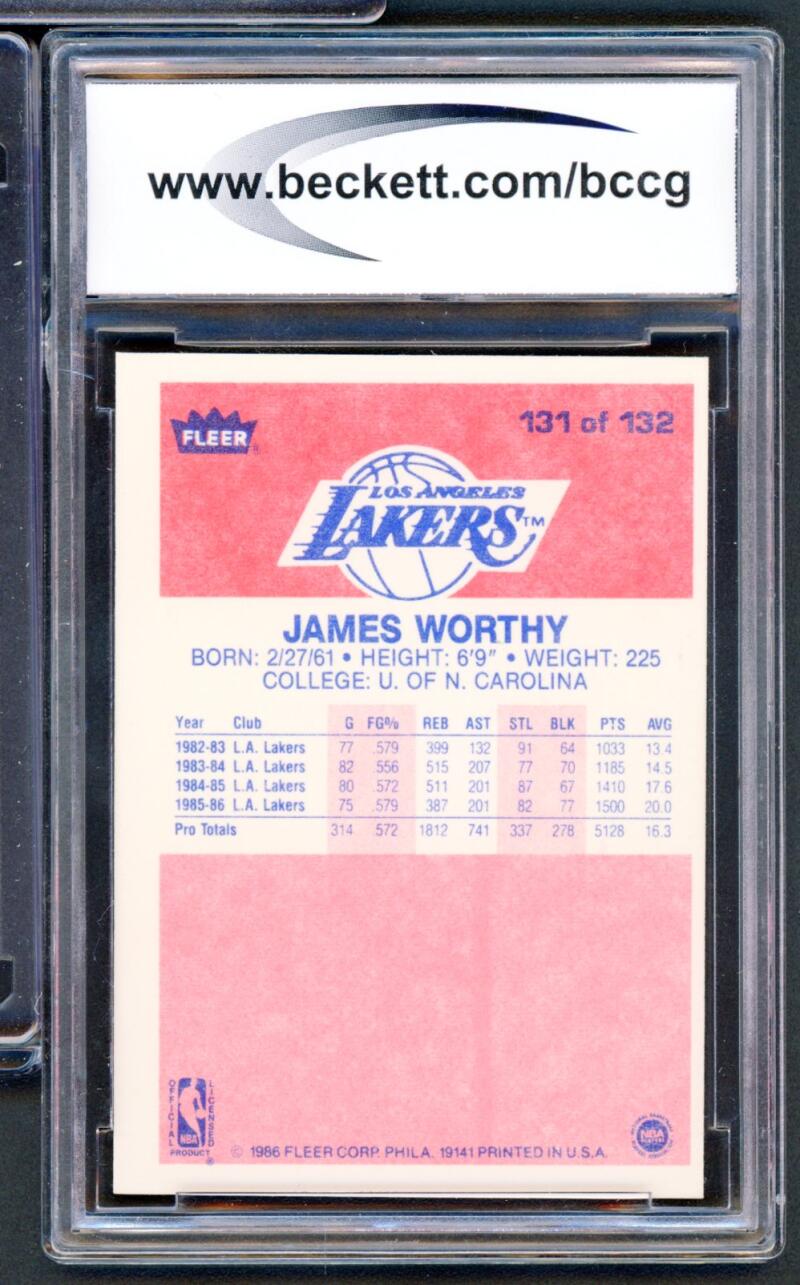 www.beckett.com/bccg
FLEER
131 of 132
LOS ANGELES
LAKERS™
JAMES WORTHY
BORN: 2/27/61 • HEIGHT: 6'9" • WEIGHT: 225
COLLEGE: U. OF N. CAROLINA
Year Club G FG% REB AST STL BLK PTS AVG
1982-83 L.A. Lakers 77 .579 399 132 91 64 1033 13.4
1983-84 L.A. Lakers 82 .556 515 207 77 70 1185 14.5
1984-85 L.A. Lakers 80 .572 511 201 87 67 1410 17.6
1985-86 L.A. Lakers 75 .579 387 201 82 77 1500 20.0
Pro Totals 314 .572 1812 741 337 278 5128 16.3
OFFICIAL LICENSED
NBA
PRODUCT ®
© 1986 FLEER CORP. PHILA. 19141 PRINTED IN U.S.A.
NBA
PLAYERS